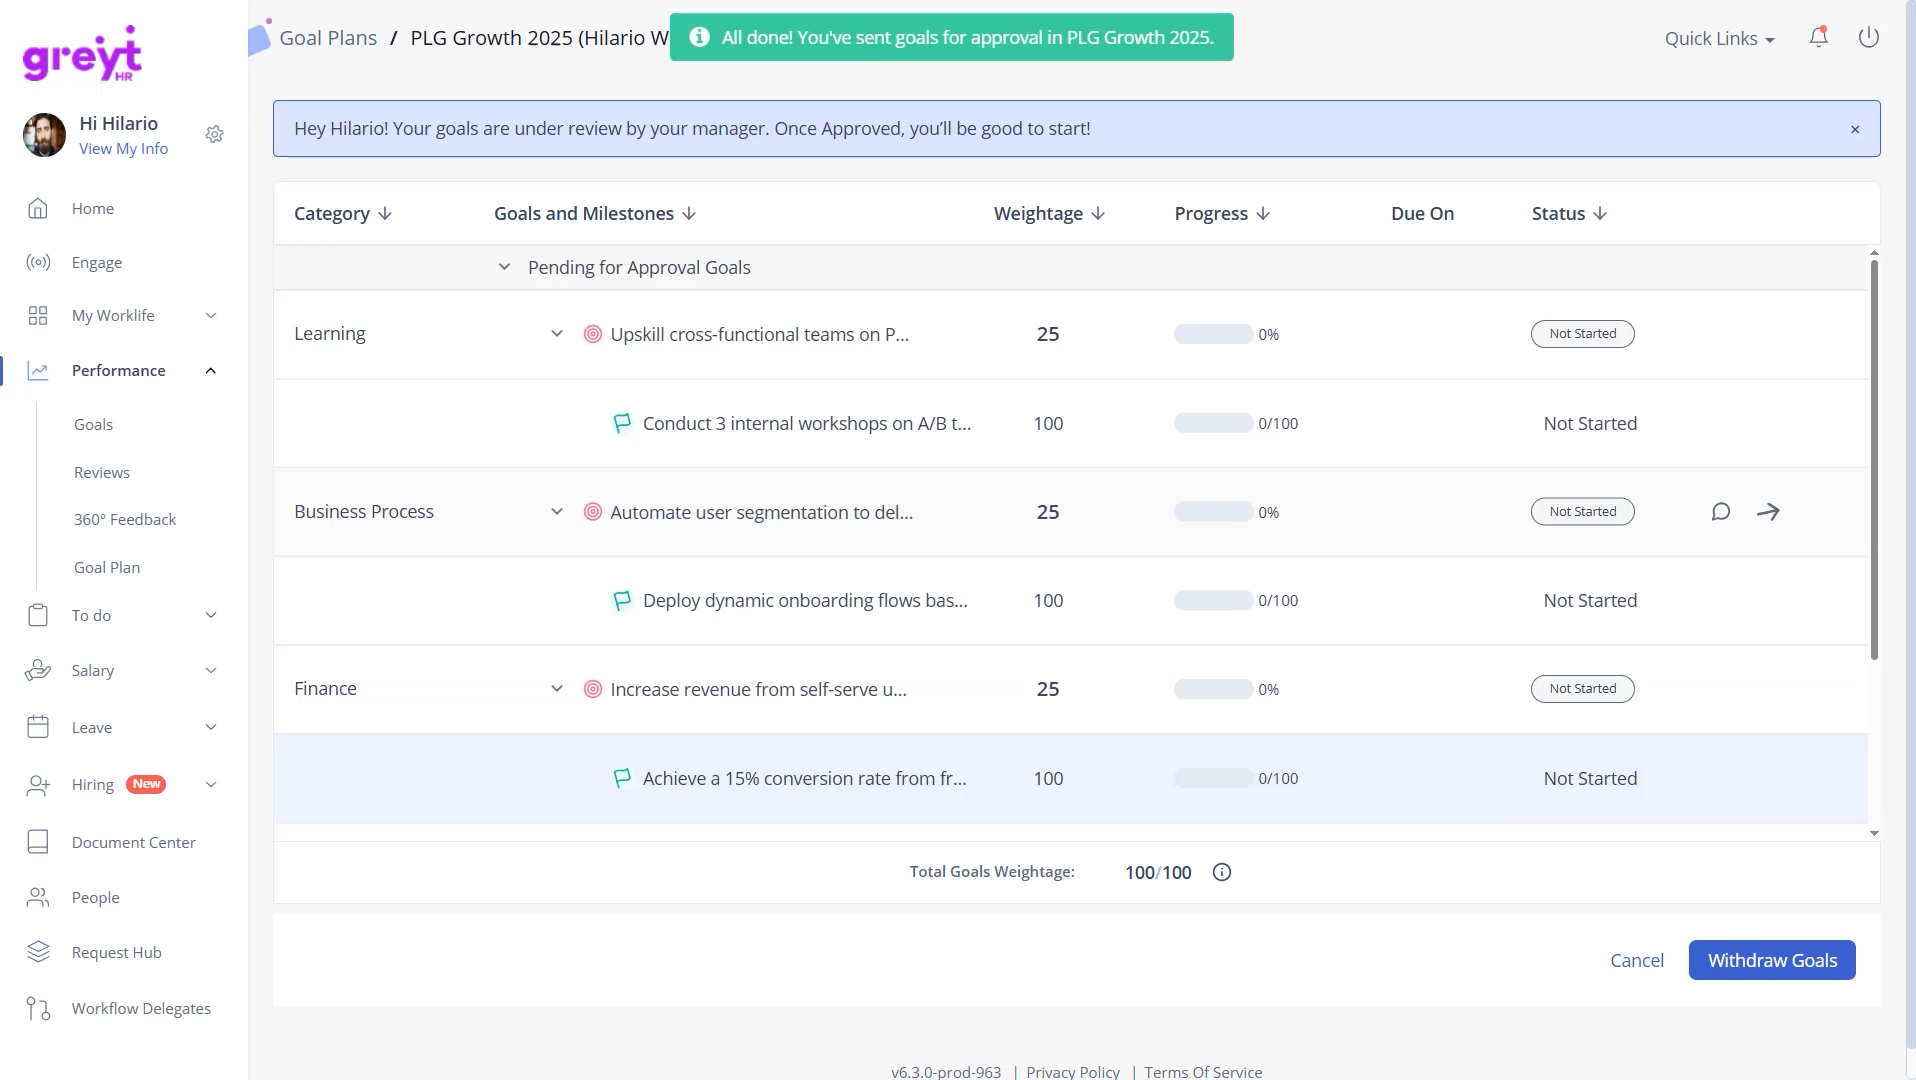 greyt
HR
Hi Hilario
View My Info
Home
Engage
My Worklife
Performance
Goals
Reviews
360° Feedback
Goal Plan
To do
Salary
Leave
Hiring New
Document Center
People
Request Hub
Workflow Delegates
Goal Plans / PLG Growth 2025 (Hilario W
All done! You've sent goals for approval in PLG Growth 2025.
Quick Links
Hey Hilario! Your goals are under review by your manager. Once Approved, you’ll be good to start!
Category Goals and Milestones Weightage Progress Due On Status
Pending for Approval Goals
Learning Upskill cross-functional teams on P... 25 0% Not Started
Conduct 3 internal workshops on A/B t... 100 0/100 Not Started
Business Process Automate user segmentation to del... 25 0% Not Started
Deploy dynamic onboarding flows bas... 100 0/100 Not Started
Finance Increase revenue from self-serve u... 25 0% Not Started
Achieve a 15% conversion rate from fr... 100 0/100 Not Started
Total Goals Weightage: 100/100
Cancel Withdraw Goals
v6.3.0-prod-963 | Privacy Policy | Terms Of Service